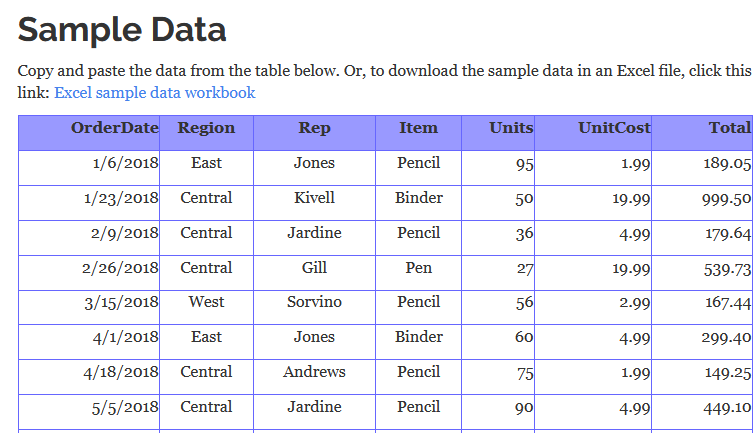 Sample Data
Copy and paste the data from the table below. Or, to download the sample data in an Excel file, click this
link: Excel sample data workbook
OrderDate Region Rep Item Units UnitCost Total
1/6/2018 East Jones Pencil 95 1.99 189.05
1/23/2018 Central Kivell Binder 50 19.99 999.50
2/9/2018 Central Jardine Pencil 36 4.99 179.64
2/26/2018 Central Gill Pen 27 19.99 539.73
3/15/2018 West Sorvino Pencil 56 2.99 167.44
4/1/2018 East Jones Binder 60 4.99 299.40
4/18/2018 Central Andrews Pencil 75 1.99 149.25
5/5/2018 Central Jardine Pencil 90 4.99 449.10